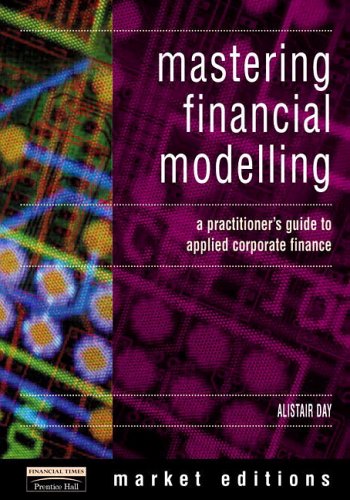 mastering
financial
modelling
a practitioner's guide to
applied corporate finance
ALISTAIR DAY
FINANCIAL TIMES
Prentice Hall
market editions